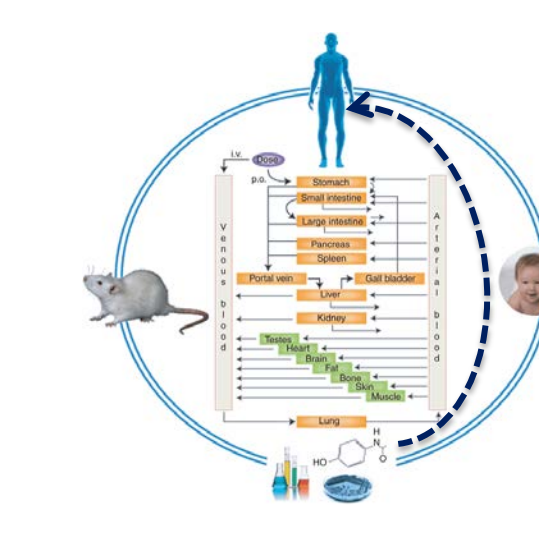 i.v.
Dose
p.o.
Stomach
Small intestine
Large intestine
Pancreas
Spleen
Portal vein
Gall bladder
Liver
Kidney
Testes
Heart
Brain
Fat
Bone
Skin
Muscle
Lung
Venous blood
Arterial blood
H
N
HO
O